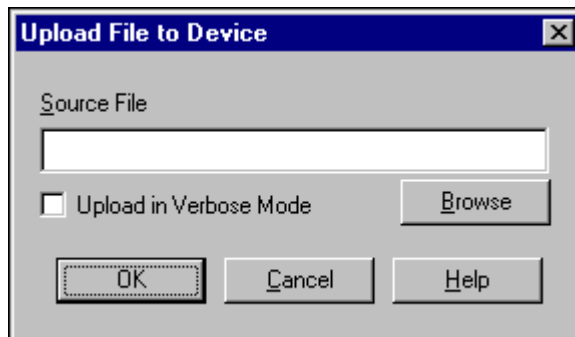 Upload File to Device
Source File
Upload in Verbose Mode
Browse
OK
Cancel
Help